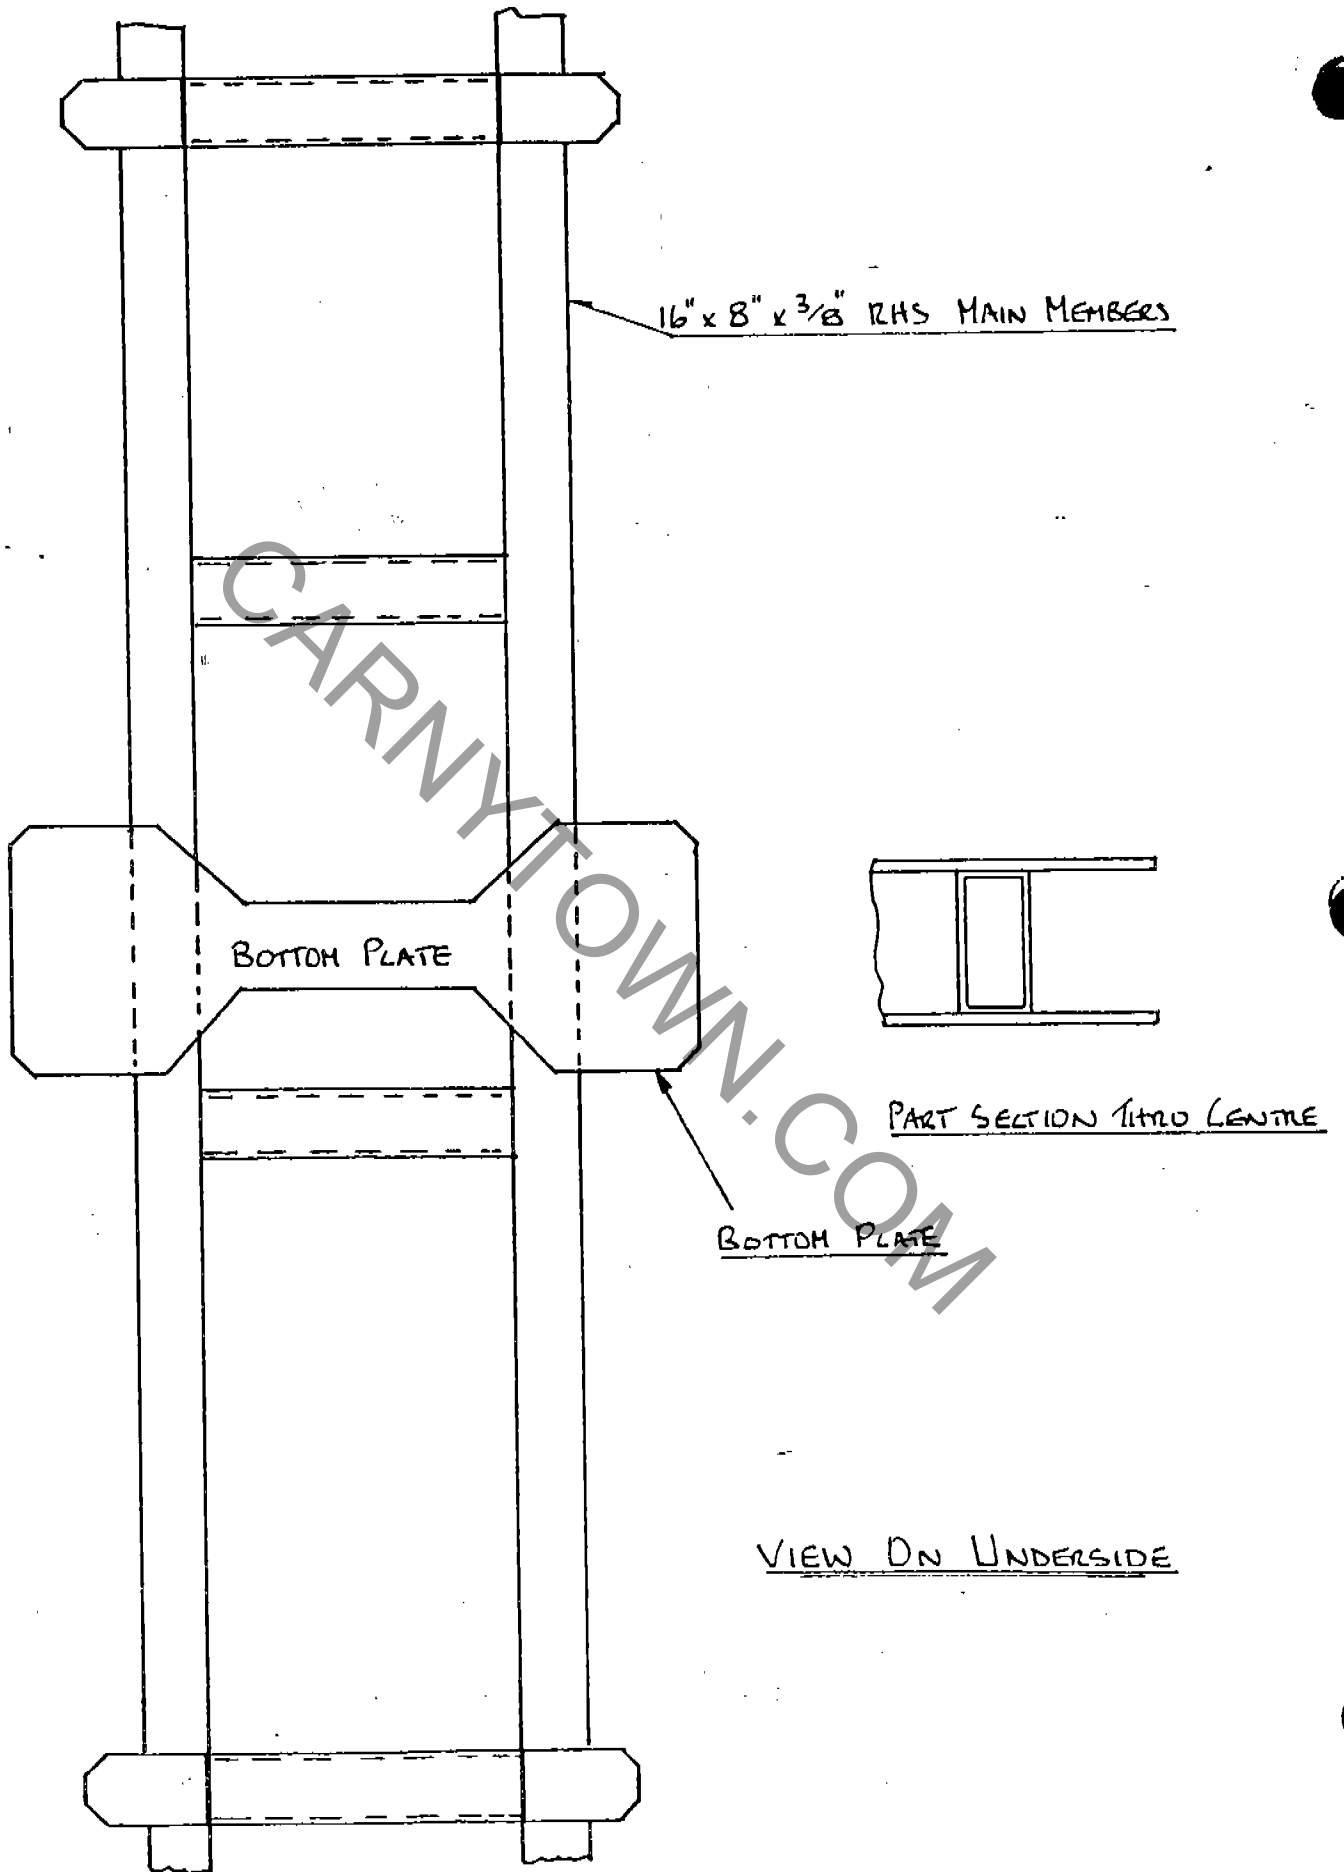 16" x 8" x 3/8" RHS MAIN MEMBERS
CARNYTOWN.COM
BOTTOM PLATE
PART SECTION THRO CENTRE
BOTTOM PLATE
VIEW ON UNDERSIDE